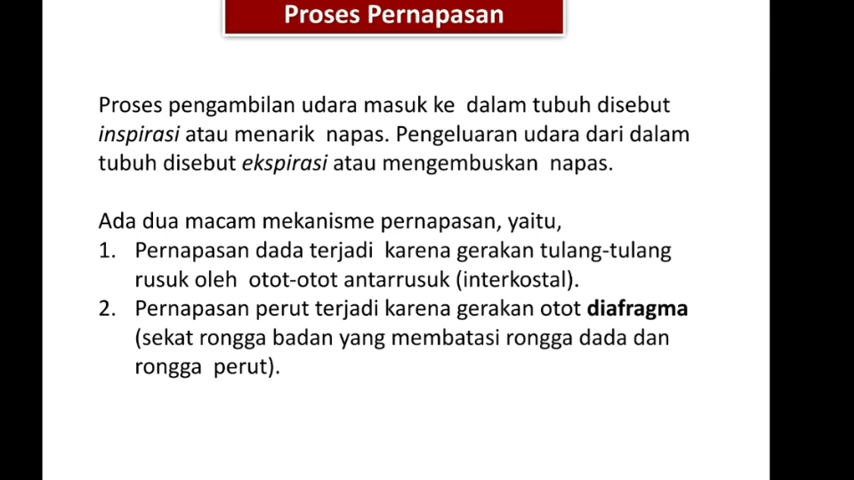 Proses Pernapasan
Proses pengambilan udara masuk ke dalam tubuh disebut
inspirasi atau menarik napas. Pengeluaran udara dari dalam
tubuh disebut ekspirasi atau mengembuskan napas.
Ada dua macam mekanisme pernapasan, yaitu,
1. Pernapasan dada terjadi karena gerakan tulang-tulang
rusuk oleh otot-otot antarrusuk (interkostal).
2. Pernapasan perut terjadi karena gerakan otot diafragma
(sekat rongga badan yang membatasi rongga dada dan
rongga perut).